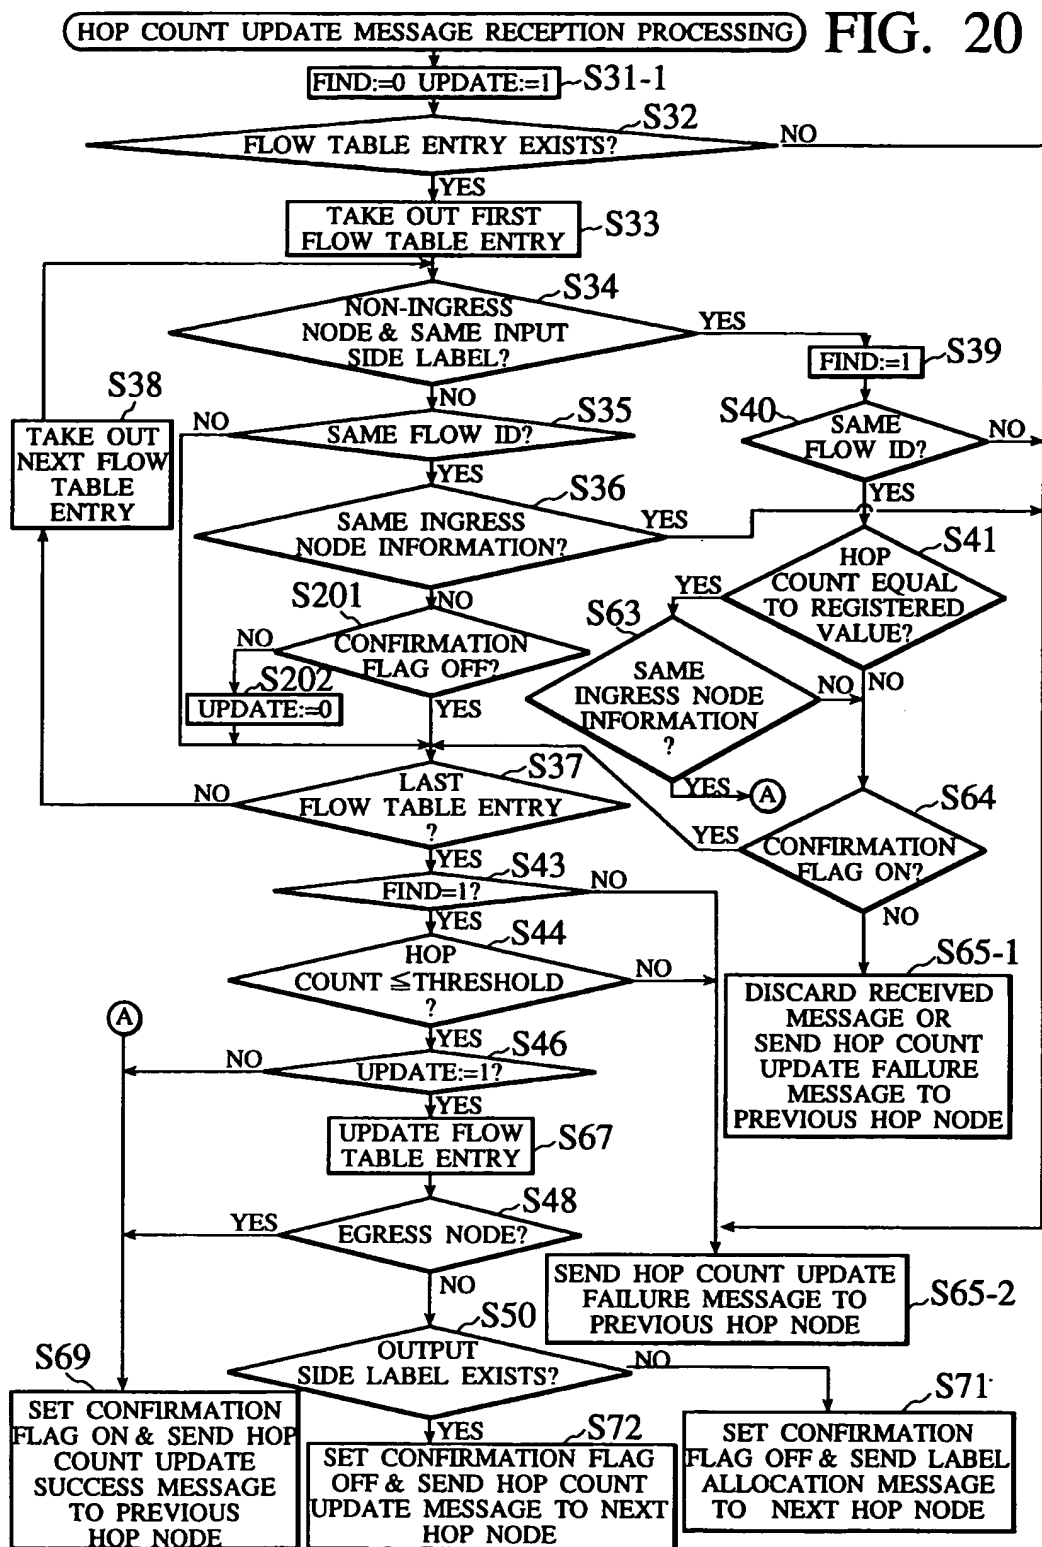 HOP COUNT UPDATE MESSAGE RECEPTION PROCESSING
FIG. 20
FIND:=0 UPDATE:=1
S31-1
S32
FLOW TABLE ENTRY EXISTS?
NO
YES
TAKE OUT FIRST
FLOW TABLE ENTRY
S33
S34
NON-INGRESS
NODE & SAME INPUT
SIDE LABEL?
YES
NO
S39
FIND:=1
S38
TAKE OUT
NEXT FLOW
TABLE
ENTRY
NO
S35
SAME FLOW ID?
YES
S40
SAME
FLOW ID?
NO
YES
S36
SAME INGRESS
NODE INFORMATION?
YES
NO
S41
HOP
COUNT EQUAL
TO REGISTERED
VALUE?
YES
NO
S201
CONFIRMATION
FLAG OFF?
NO
YES
S202
UPDATE:=0
S63
SAME
INGRESS NODE
INFORMATION
?
NO
YES
A
S37
LAST
FLOW TABLE ENTRY
?
NO
YES
S64
CONFIRMATION
FLAG ON?
YES
NO
S43
FIND=1?
NO
YES
S44
HOP
COUNT ≦THRESHOLD
?
NO
YES
S65-1
DISCARD RECEIVED
MESSAGE OR
SEND HOP COUNT
UPDATE FAILURE
MESSAGE TO
PREVIOUS HOP NODE
A
S46
UPDATE:=1?
NO
YES
UPDATE FLOW
TABLE ENTRY
S67
S48
EGRESS NODE?
YES
NO
SEND HOP COUNT UPDATE
FAILURE MESSAGE TO
PREVIOUS HOP NODE
S65-2
S50
OUTPUT
SIDE LABEL EXISTS?
NO
YES
S69
SET CONFIRMATION
FLAG ON & SEND HOP
COUNT UPDATE
SUCCESS MESSAGE
TO PREVIOUS
HOP NODE
S72
SET CONFIRMATION FLAG
OFF & SEND HOP COUNT
UPDATE MESSAGE TO NEXT
HOP NODE
S71
SET CONFIRMATION
FLAG OFF & SEND LABEL
ALLOCATION MESSAGE
TO NEXT HOP NODE